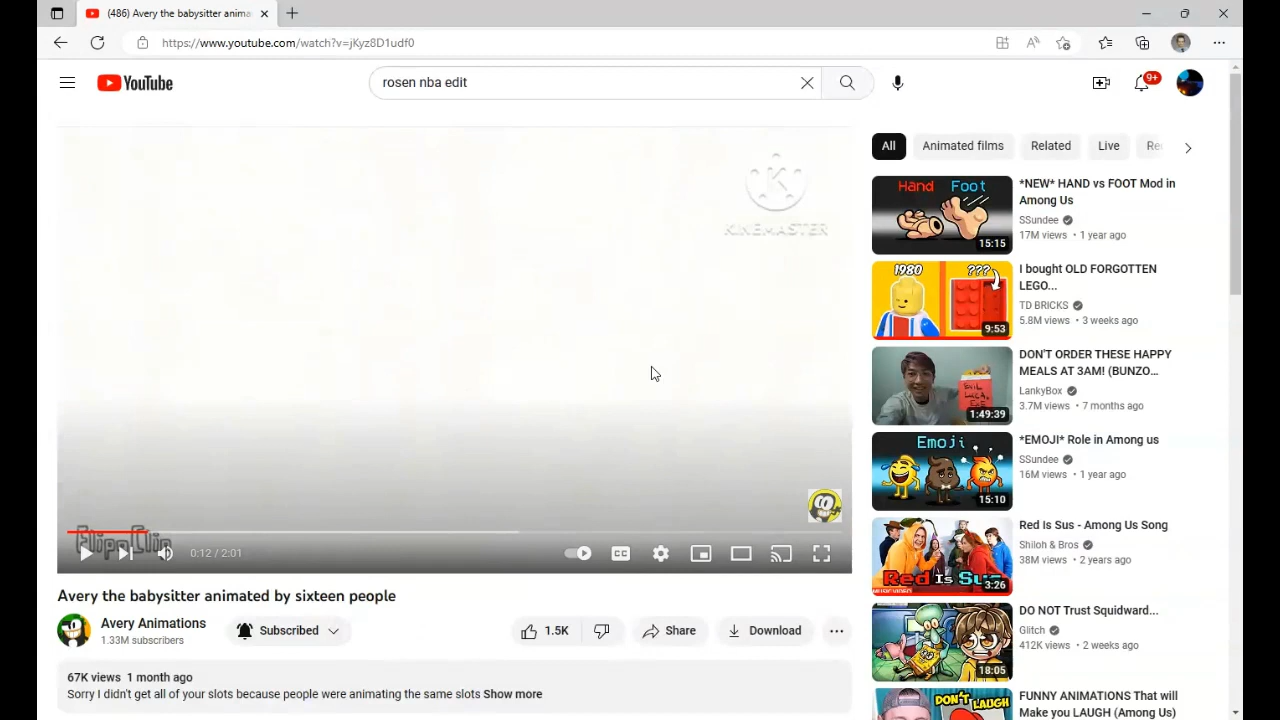 (486) Avery the babysitter anima
https://www.youtube.com/watch?v=jKyz8D1udf0
YouTube
rosen nba edit
9+
KINEMASTER
FlipaClip
0:12 / 2:01
CC
Avery the babysitter animated by sixteen people
Avery Animations
1.33M subscribers
Subscribed
1.5K
Share
Download
67K views 1 month ago
Sorry I didn't get all of your slots because people were animating the same slots Show more
All
Animated films
Related
Live
Re
Hand Foot
15:15
*NEW* HAND vs FOOT Mod in
Among Us
SSundee
17M views • 1 year ago
1980
???
9:53
I bought OLD FORGOTTEN
LEGO...
TD BRICKS
5.8M views • 3 weeks ago
1:49:39
DON'T ORDER THESE HAPPY
MEALS AT 3AM! (BUNZO...
LankyBox
3.7M views • 7 months ago
Emoji
15:10
*EMOJI* Role in Among us
SSundee
16M views • 1 year ago
Red Is Sus
MUSIC VIDEO
3:26
Red Is Sus - Among Us Song
Shiloh & Bros
38M views • 2 years ago
18:05
DO NOT Trust Squidward...
Glitch
412K views • 2 weeks ago
DON'T LAUGH
FUNNY ANIMATIONS That will
Make you LAUGH (Among Us)